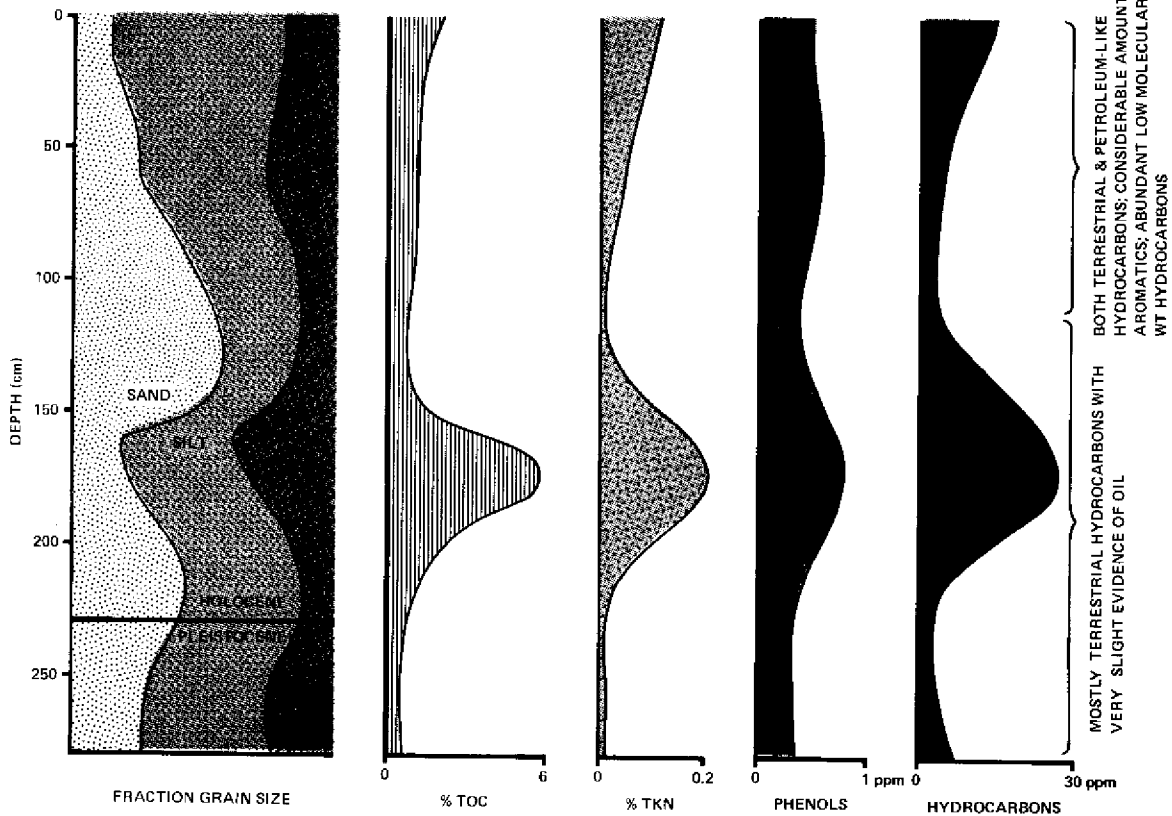 0
50
100
150
200
250
DEPTH (cm)
SAND
SILT
HOLOCENE
PLEISTOCENE
FRACTION GRAIN SIZE
0
6
% TOC
0
0.2
% TKN
0
1 ppm
PHENOLS
0
30 ppm
HYDROCARBONS
BOTH TERRESTRIAL & PETROLEUM-LIKE
HYDROCARBONS; CONSIDERABLE AMOUNT
AROMATICS; ABUNDANT LOW MOLECULAR
WT HYDROCARBONS
MOSTLY TERRESTRIAL HYDROCARBONS WITH
VERY SLIGHT EVIDENCE OF OIL